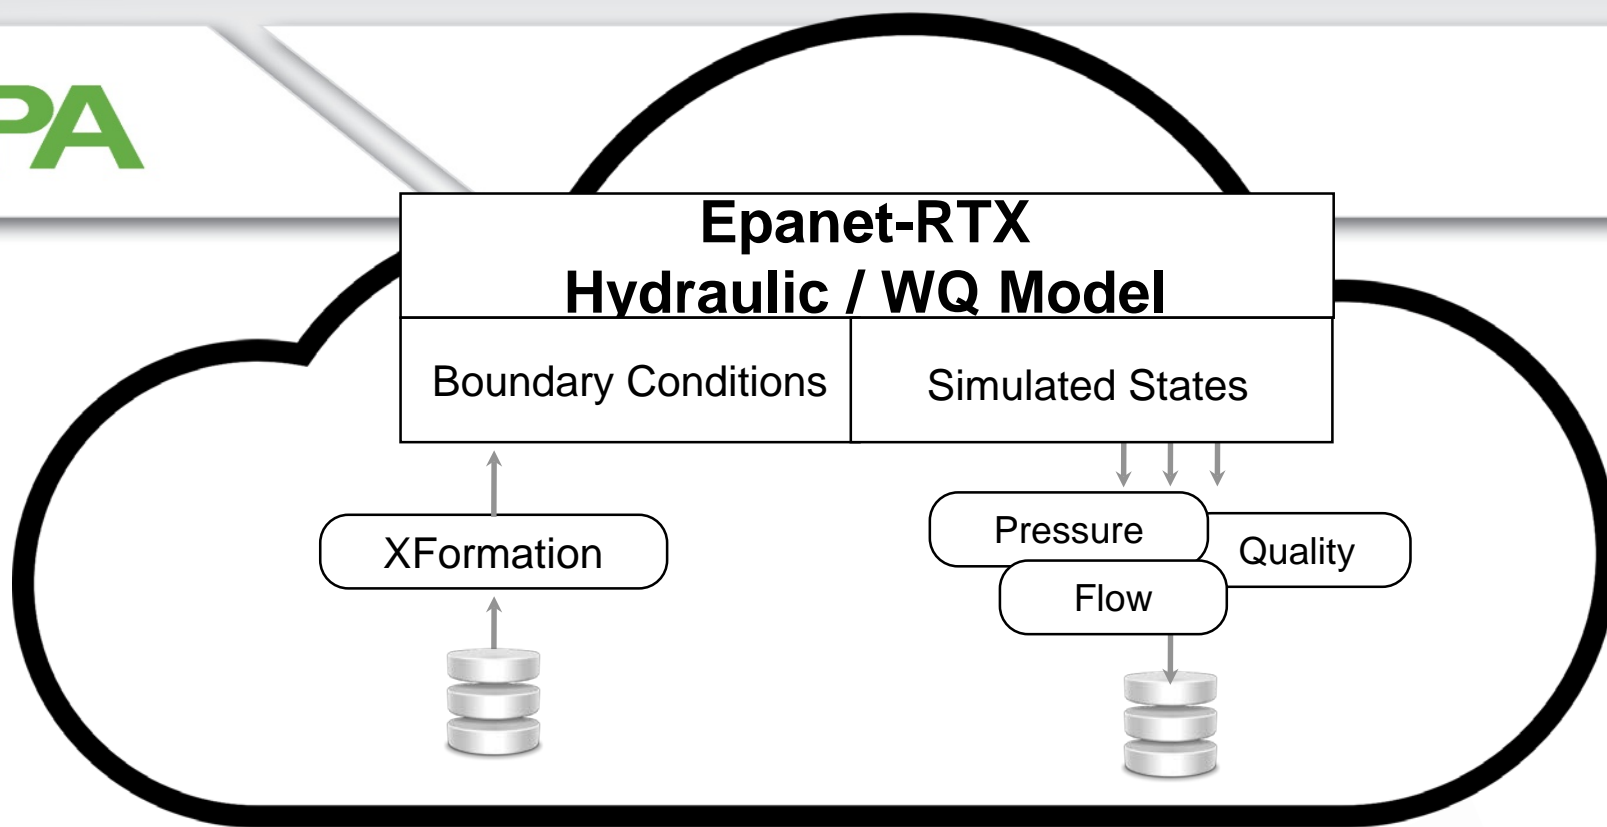 PA
Epanet-RTX
Hydraulic / WQ Model
Boundary Conditions
Simulated States
XFormation
Pressure
Quality
Flow